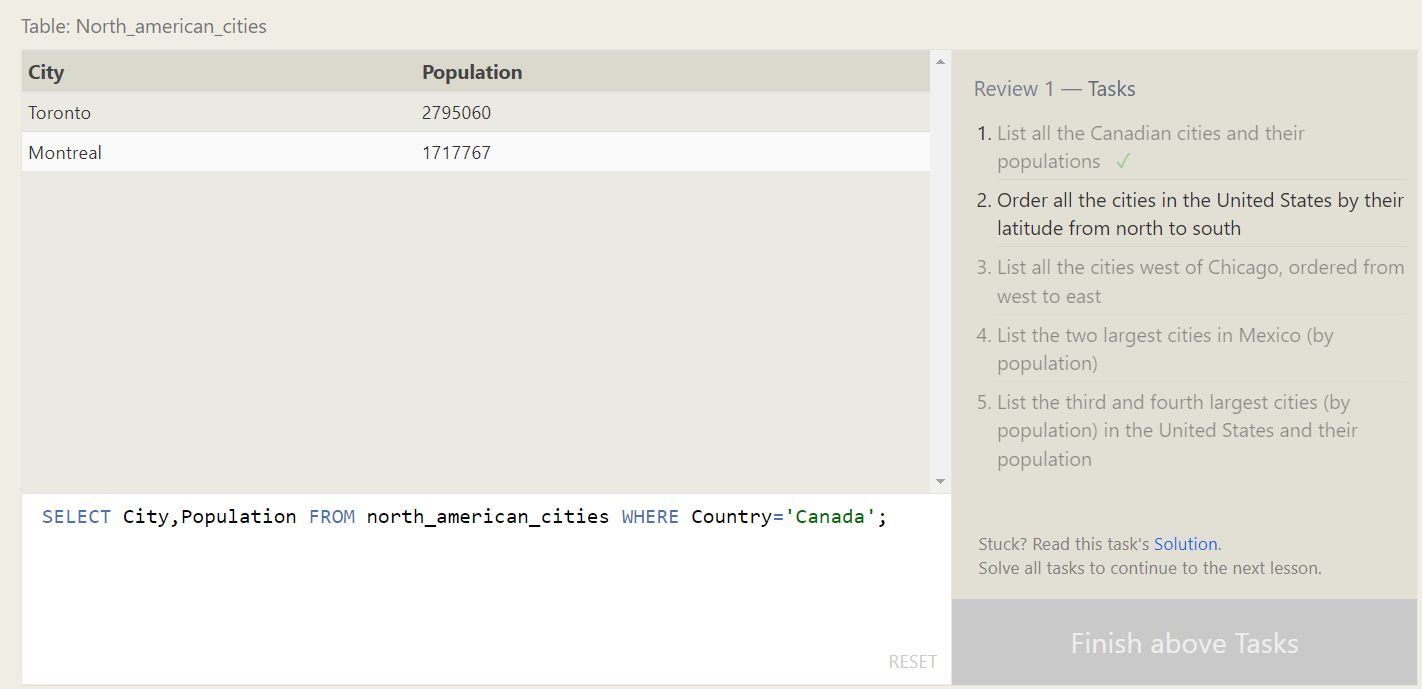 Table: North_american_cities
City Population
Toronto 2795060
Montreal 1717767
SELECT City,Population FROM north_american_cities WHERE Country='Canada';
RESET
Review 1 — Tasks
1. List all the Canadian cities and their
populations ✓
2. Order all the cities in the United States by their
latitude from north to south
3. List all the cities west of Chicago, ordered from
west to east
4. List the two largest cities in Mexico (by
population)
5. List the third and fourth largest cities (by
population) in the United States and their
population
Stuck? Read this task's Solution.
Solve all tasks to continue to the next lesson.
Finish above Tasks